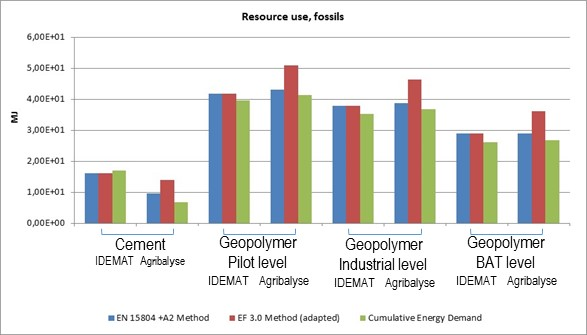 Resource use, fossils
6,00E+01
5,00E+01
4,00E+01
3,00E+01
2,00E+01
1,00E+01
0,00E+00
MJ
Cement
IDEMAT Agribalyse
Geopolymer
Pilot level
IDEMAT Agribalyse
Geopolymer
Industrial level
IDEMAT Agribalyse
Geopolymer
BAT level
IDEMAT Agribalyse
EN 15804 +A2 Method
EF 3.0 Method (adapted)
Cumulative Energy Demand